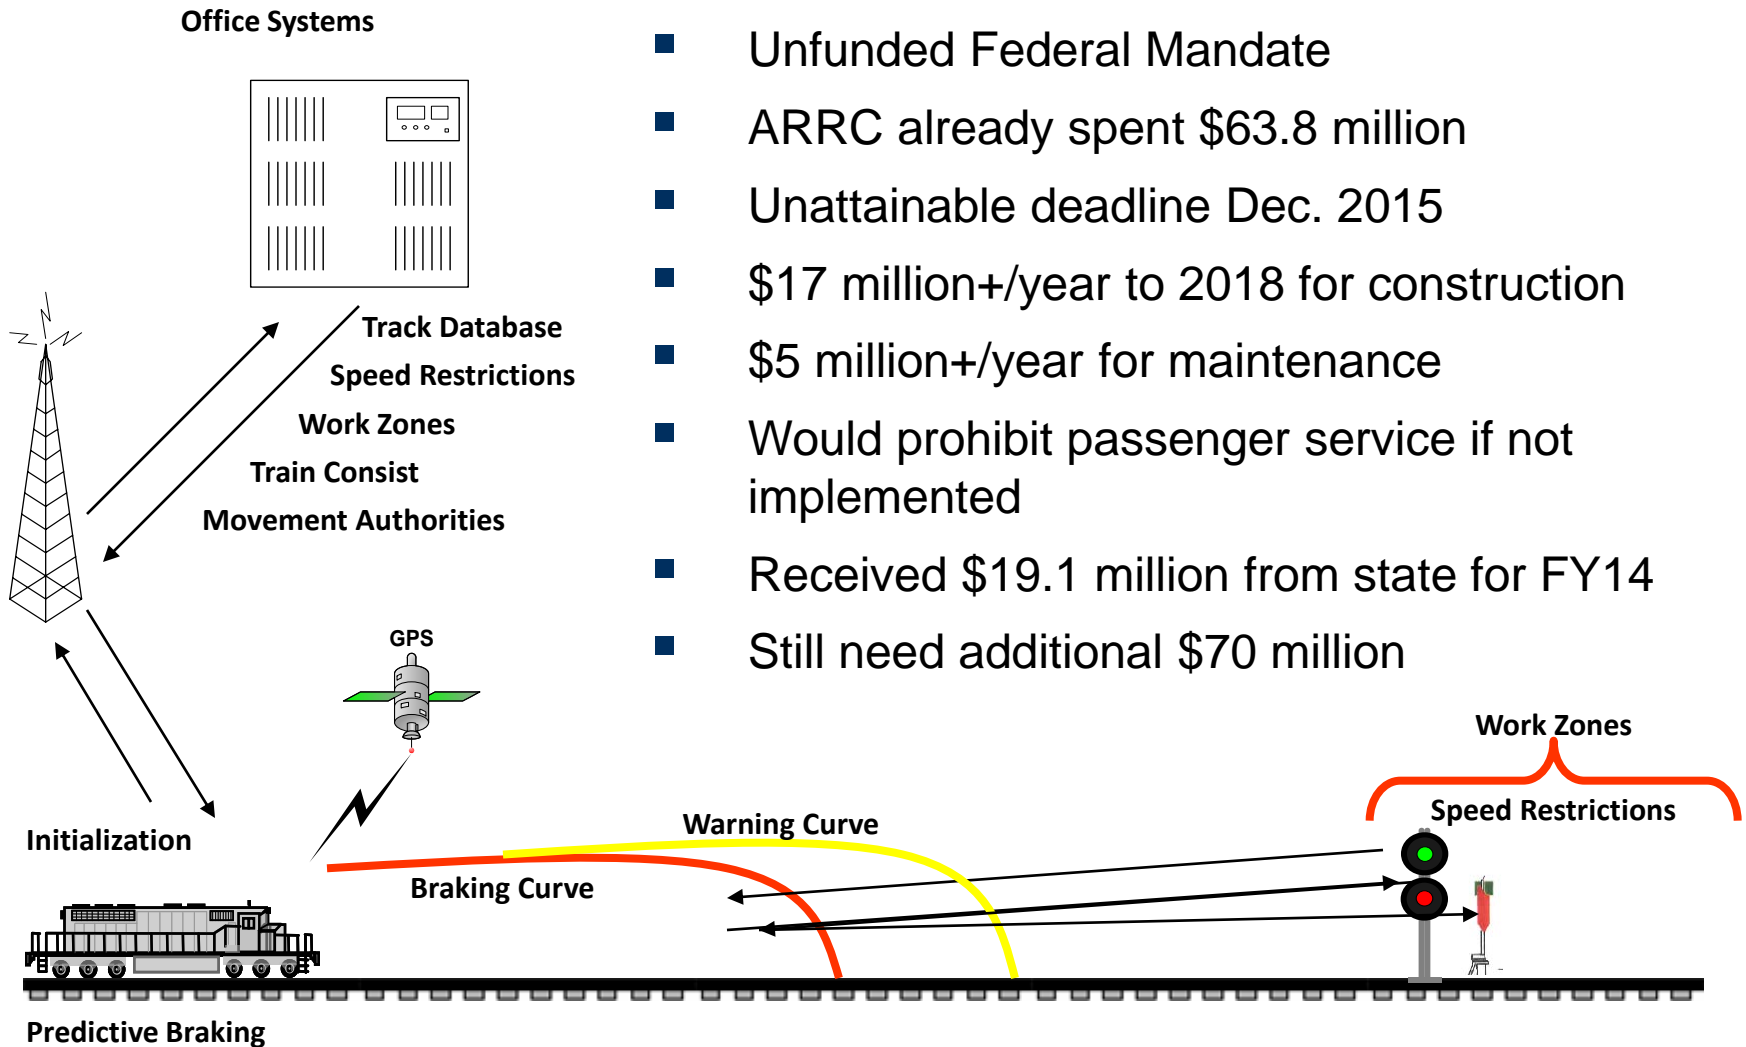 Office Systems
Unfunded Federal Mandate
ARRC already spent $63.8 million
Unattainable deadline Dec. 2015
$17 million+/year to 2018 for construction
$5 million+/year for maintenance
Would prohibit passenger service if not
implemented
Received $19.1 million from state for FY14
Still need additional $70 million
Track Database
Speed Restrictions
Work Zones
Train Consist
Movement Authorities
GPS
Work Zones
Speed Restrictions
Warning Curve
Initialization
Braking Curve
Predictive Braking